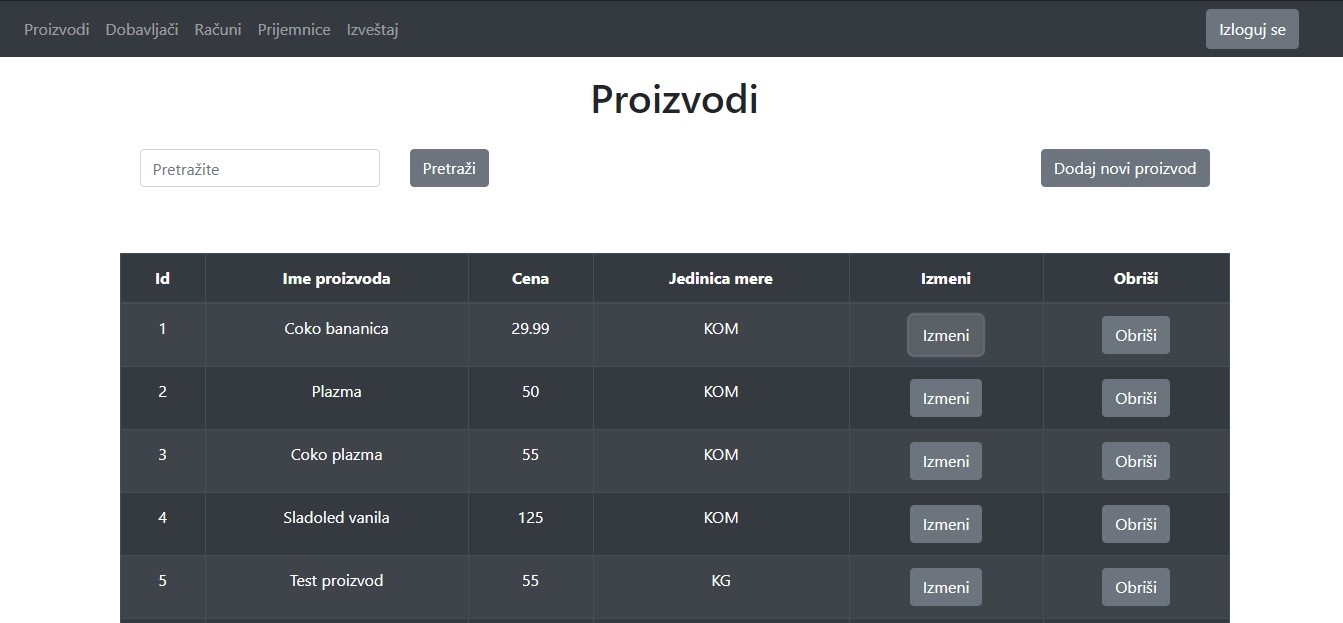 Proizvodi Dobavljači Računi Prijemnice Izveštaj Izloguj se
Proizvodi
Pretražite Pretraži Dodaj novi proizvod
Id Ime proizvoda Cena Jedinica mere Izmeni Obriši
1 Coko bananica 29.99 KOM Izmeni Obriši
2 Plazma 50 KOM Izmeni Obriši
3 Coko plazma 55 KOM Izmeni Obriši
4 Sladoled vanila 125 KOM Izmeni Obriši
5 Test proizvod 55 KG Izmeni Obriši